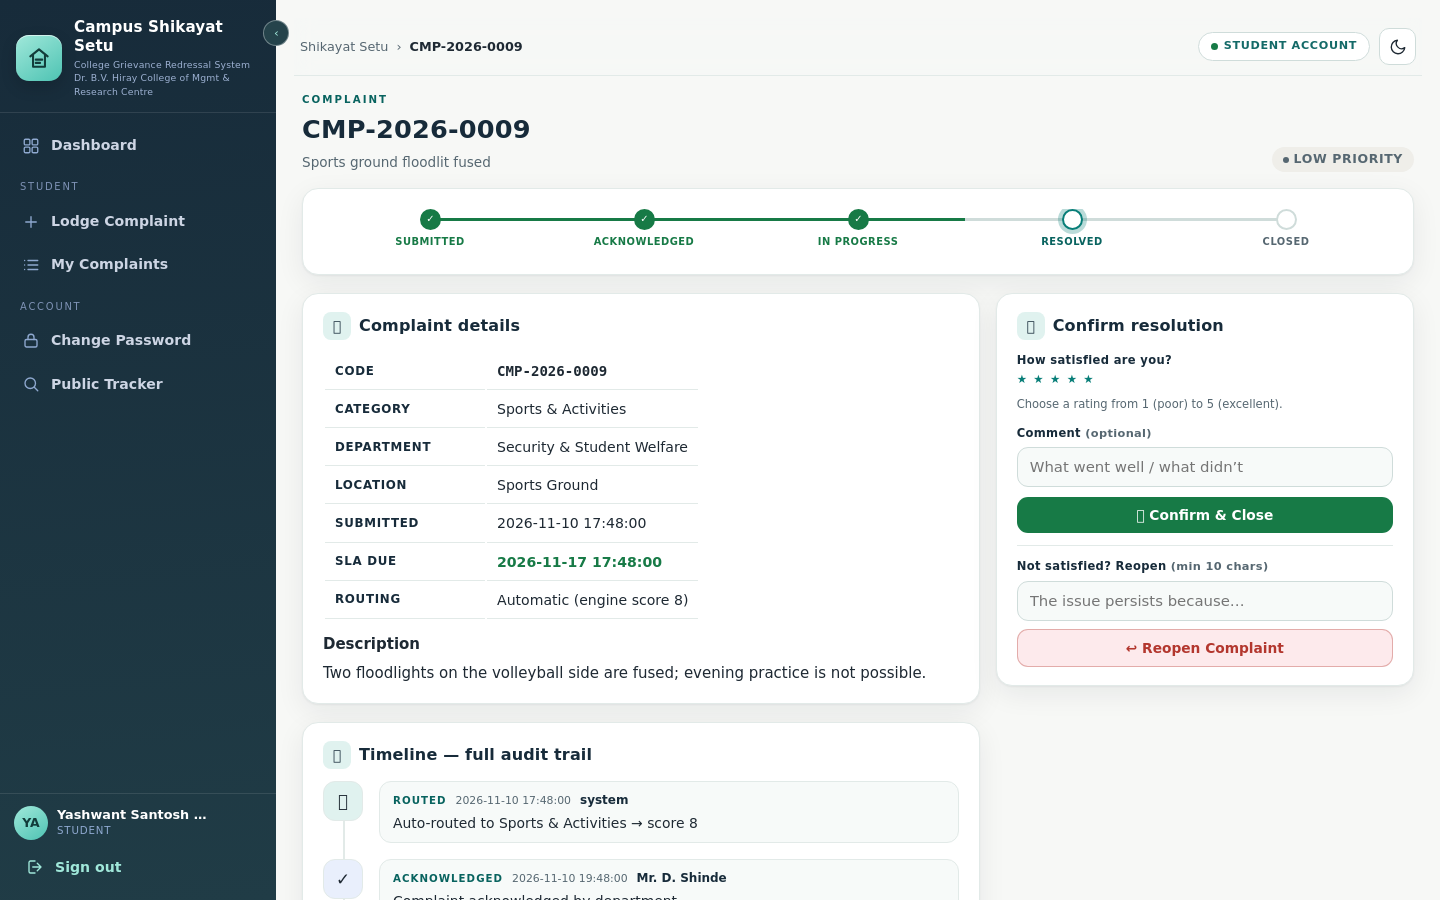 Campus Shikayat
Setu
College Grievance Redressal System
Dr. B.V. Hiray College of Mgmt &
Research Centre
Dashboard
STUDENT
Lodge Complaint
My Complaints
ACCOUNT
Change Password
Public Tracker
YA
Yashwant Santosh ...
STUDENT
Sign out
Shikayat Setu › CMP-2026-0009
STUDENT ACCOUNT
COMPLAINT
CMP-2026-0009
Sports ground floodlit fused
LOW PRIORITY
SUBMITTED
ACKNOWLEDGED
IN PROGRESS
RESOLVED
CLOSED
Complaint details
CODE CMP-2026-0009
CATEGORY Sports & Activities
DEPARTMENT Security & Student Welfare
LOCATION Sports Ground
SUBMITTED 2026-11-10 17:48:00
SLA DUE 2026-11-17 17:48:00
ROUTING Automatic (engine score 8)
Description
Two floodlights on the volleyball side are fused; evening practice is not possible.
Confirm resolution
How satisfied are you?
★ ★ ★ ★ ★
Choose a rating from 1 (poor) to 5 (excellent).
Comment (optional)
What went well / what didn’t
Confirm & Close
Not satisfied? Reopen (min 10 chars)
The issue persists because…
↩ Reopen Complaint
Timeline — full audit trail
ROUTED 2026-11-10 17:48:00 system
Auto-routed to Sports & Activities → score 8
ACKNOWLEDGED 2026-11-10 19:48:00 Mr. D. Shinde
Complaint acknowledged by department